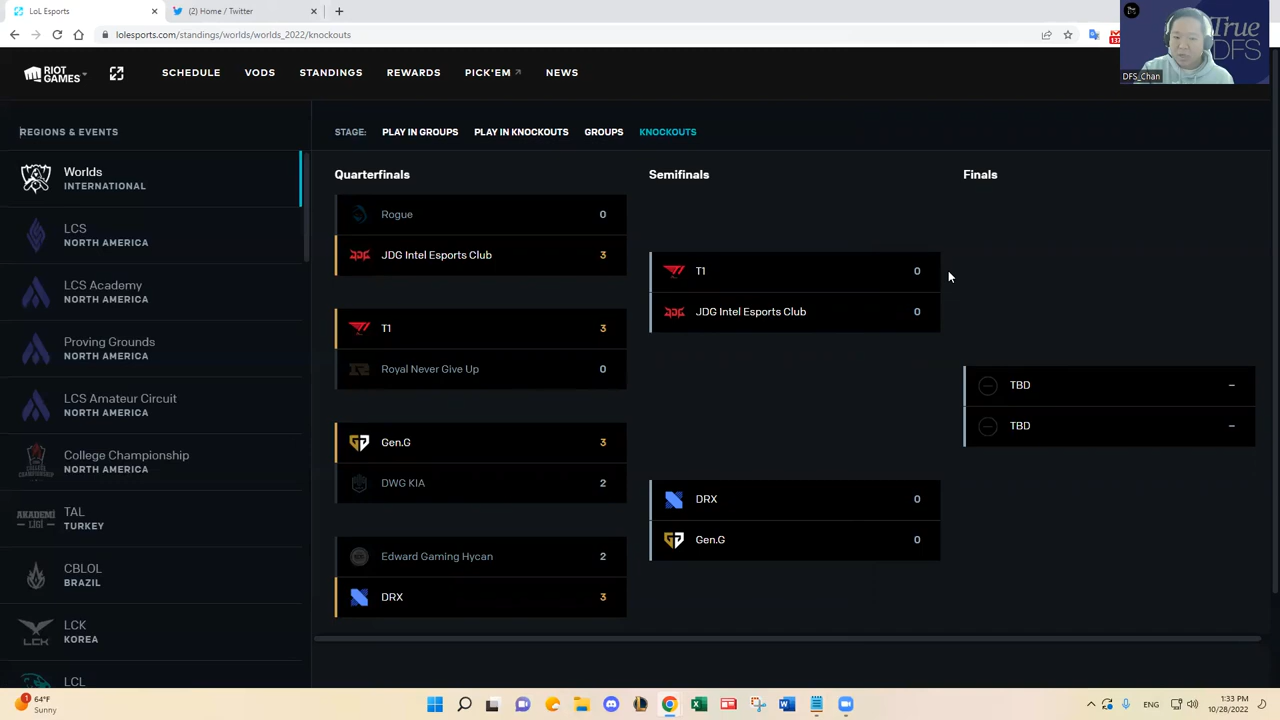 LoL Esports
(2) Home / Twitter
lolesports.com/standings/worlds/worlds_2022/knockouts
True
DFS
DFS_Chan
RIOT
GAMES
SCHEDULE
VODS
STANDINGS
REWARDS
PICK'EM
NEWS
REGIONS & EVENTS
STAGE:
PLAY IN GROUPS
PLAY IN KNOCKOUTS
GROUPS
KNOCKOUTS
Worlds
INTERNATIONAL
LCS
NORTH AMERICA
LCS Academy
NORTH AMERICA
Proving Grounds
NORTH AMERICA
LCS Amateur Circuit
NORTH AMERICA
College Championship
NORTH AMERICA
TAL
TURKEY
CBLOL
BRAZIL
LCK
KOREA
LCL
Quarterfinals
Rogue 0
JDG Intel Esports Club 3
T1 3
Royal Never Give Up 0
Gen.G 3
DWG KIA 2
Edward Gaming Hycan 2
DRX 3
Semifinals
T1 0
JDG Intel Esports Club 0
DRX 0
Gen.G 0
Finals
TBD –
TBD –
64°F
Sunny
ENG
1:33 PM
10/28/2022